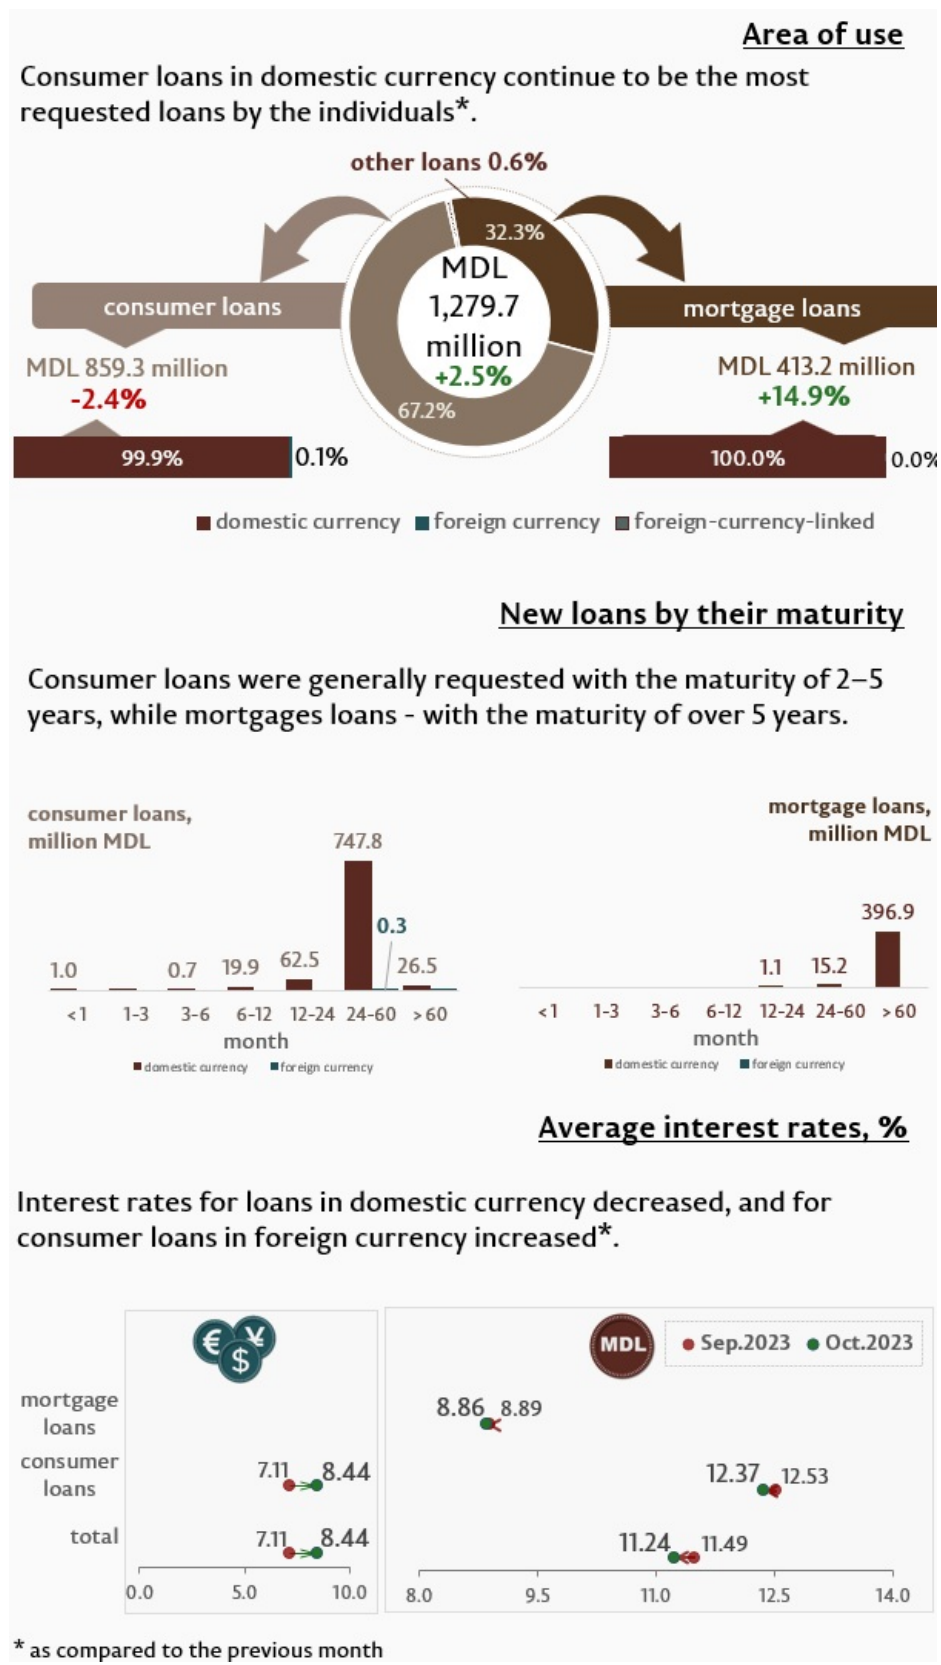 Area of use
Consumer loans in domestic currency continue to be the most
requested loans by the individuals*.
other loans 0.6%
32.3%
MDL
1,279.7
million
+2.5%
67.2%
consumer loans
MDL 859.3 million
-2.4%
99.9%
0.1%
mortgage loans
MDL 413.2 million
+14.9%
100.0%
0.0%
domestic currency foreign currency foreign-currency-linked
New loans by their maturity
Consumer loans were generally requested with the maturity of 2–5
years, while mortgages loans - with the maturity of over 5 years.
consumer loans,
million MDL
747.8
0.3
1.0 0.7 19.9 62.5 26.5
<1 1-3 3-6 6-12 12-24 24-60 >60
month
domestic currency foreign currency
mortgage loans,
million MDL
396.9
1.1 15.2
<1 1-3 3-6 6-12 12-24 24-60 >60
month
domestic currency foreign currency
Average interest rates, %
Interest rates for loans in domestic currency decreased, and for
consumer loans in foreign currency increased*.
€ ¥
$
MDL
Sep.2023 Oct.2023
mortgage
loans
8.86 8.89
consumer
loans
7.11 8.44
12.37 12.53
total
7.11 8.44
11.24 11.49
0.0 5.0 10.0
8.0 9.5 11.0 12.5 14.0
* as compared to the previous month